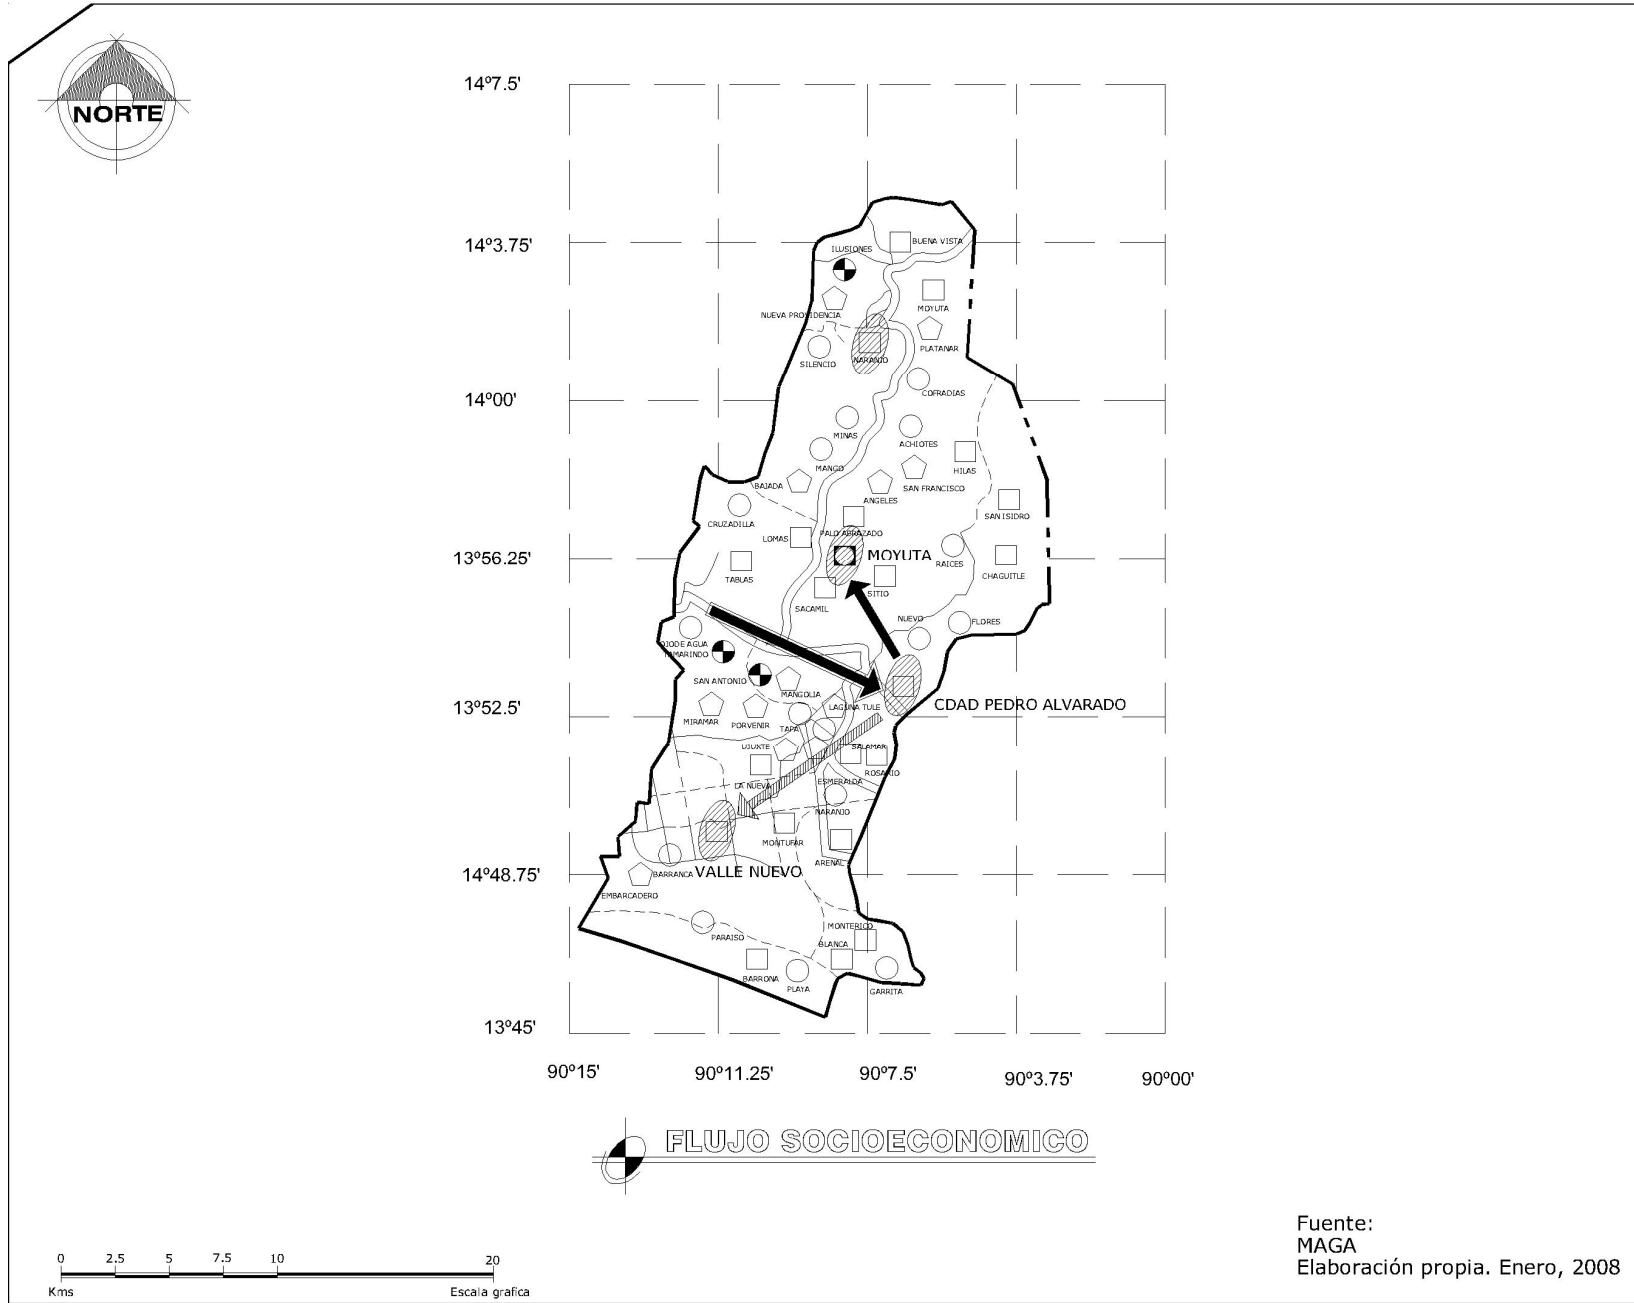 NORTE
14º7.5'
14º3.75'
14º00'
13º56.25'
13º52.5'
14º48.75'
13º45'
90º15'
90º11.25'
90º7.5'
90º3.75'
90º00'
BUENA VISTA
ILUSIONES
MOYUTA
NUEVA PROVIDENCIA
PLATANAR
SILENCIO
NARANJO
COFRADIAS
MINAS
ACHIOTES
MANGO
HILAS
BAJADA
SAN FRANCISCO
ANGELES
CRUZADILLA
SAN ISIDRO
LOMAS
PALO ABRAZADO
MOYUTA
RAICES
TABLAS
CHAGUITLE
SITIO
SACAMIL
NUEVO
FLORES
OJO DE AGUA
TAMARINDO
SAN ANTONIO
MANGOLIA
CDAD PEDRO ALVARADO
LAGUNA TULE
MIRAMAR
PORVENIR
TAPA
UJUXTE
SALAMAR
ROSARIO
LA NUEVA
ESMERALDA
NARANJO
MONTUFAR
ARENAL
BARRANCA
VALLE NUEVO
EMBARCADERO
MONTERICO
PARAISO
BLANCA
BARRONA
PLAYA
GARRITA
FLUJO SOCIOECONOMICO
0 2.5 5 7.5 10 20
Kms
Escala grafica
Fuente:
MAGA
Elaboración propia. Enero, 2008